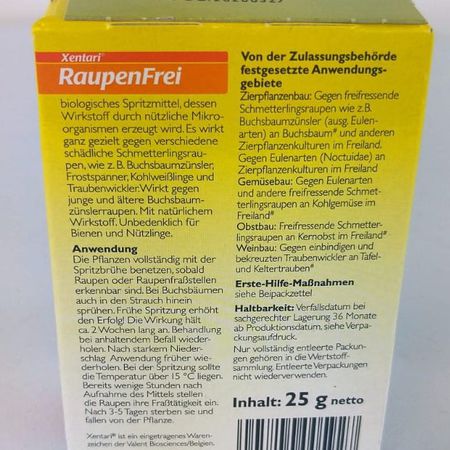 Xentari®
RaupenFrei
biologisches Spritzmittel, dessen
Wirkstoff durch nützliche Mikro-
organismen erzeugt wird. Es wirkt
ganz gezielt gegen verschiedene
schädliche Schmetterlingsrau-
pen, wie z. B. Buchsbaumzünsler,
Frostspanner, Kohlweißlinge und
Traubenwickler. Wirkt gegen
junge und ältere Buchsbaum-
zünslerraupen. Mit natürlichem
Wirkstoff. Unbedenklich für
Bienen und Nützlinge.
Anwendung
Die Pflanzen vollständig mit der
Spritzbrühe benetzen, sobald
Raupen oder Raupenfraßstellen
erkennbar sind. Bei Buchsbäumen
auch in den Strauch hinein
sprühen. Frühe Spritzung erhöht
den Erfolg! Die Wirkung hält
ca. 2 Wochen lang an. Behandlung
bei anhaltendem Befall wieder-
holen. Nach starkem Nieder-
schlag Anwendung früher wie-
derholen. Bei der Spritzung sollte
die Temperatur über 15 °C liegen.
Bereits wenige Stunden nach
Aufnahme des Mittels stellen
die Raupen ihre Fraßtätigkeit ein.
Nach 3-5 Tagen sterben sie und
fallen von der Pflanze.
Xentari® ist ein eingetragenes Waren-
zeichen der Valent Biosciences/Belgien.
Von der Zulassungsbehörde
festgesetzte Anwendungs-
gebiete
Zierpflanzenbau: Gegen freifressende
Schmetterlingsraupen wie z.B.
Buchsbaumzünsler (ausg. Eulen-
arten) an Buchsbaum# und anderen
Zierpflanzenkulturen im Freiland.
Gegen Eulenarten (Noctuidae) an
Zierpflanzenkulturen im Freiland
Gemüsebau: Gegen Eulenarten
und andere freifressende Schmet-
terlingsraupen an Kohlgemüse im
Freiland#
Obstbau: Freifressende Schmetter-
lingsraupen an Kernobst im Freiland#
Weinbau: Gegen einbindigen und
bekreuzten Traubenwickler an Tafel-
und Keltertrauben#
Erste-Hilfe-Maßnahmen
siehe Beipackzettel
Haltbarkeit: Verfallsdatum bei
sachgerechter Lagerung 36 Monate
ab Produktionsdatum, siehe Verpa-
ckungsaufdruck.
Nur vollständig entleerte Packun-
gen gehören in die Wertstoff-
sammlung. Entleerte Verpackungen
nicht wiederverwenden.
Inhalt: 25 g netto